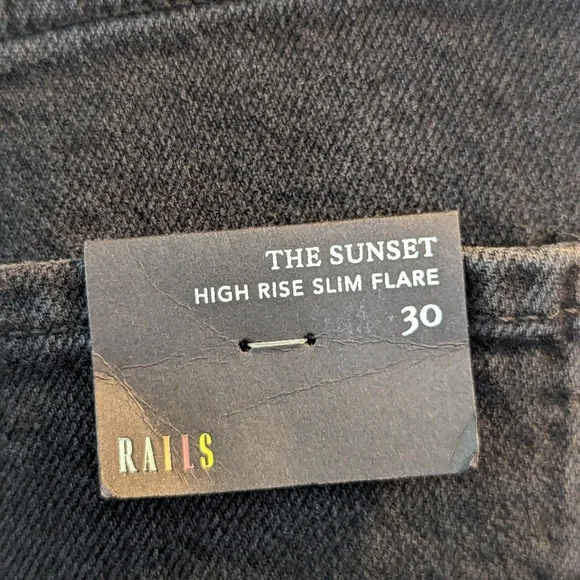 THE SUNSET
HIGH RISE SLIM FLARE
30
RAILS